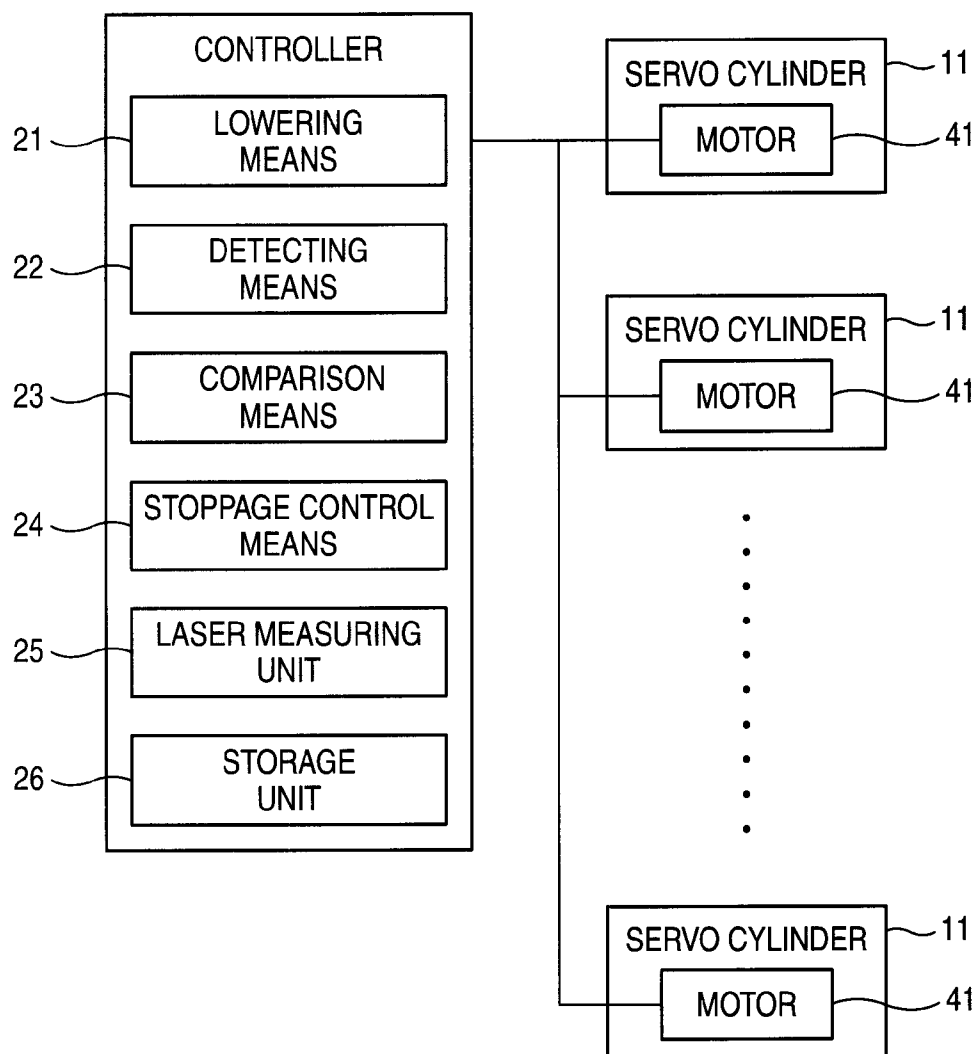 CONTROLLER
21
LOWERING
MEANS
22
DETECTING
MEANS
23
COMPARISON
MEANS
24
STOPPAGE CONTROL
MEANS
25
LASER MEASURING
UNIT
26
STORAGE
UNIT
SERVO CYLINDER
11
MOTOR
41
SERVO CYLINDER
11
MOTOR
41
SERVO CYLINDER
11
MOTOR
41